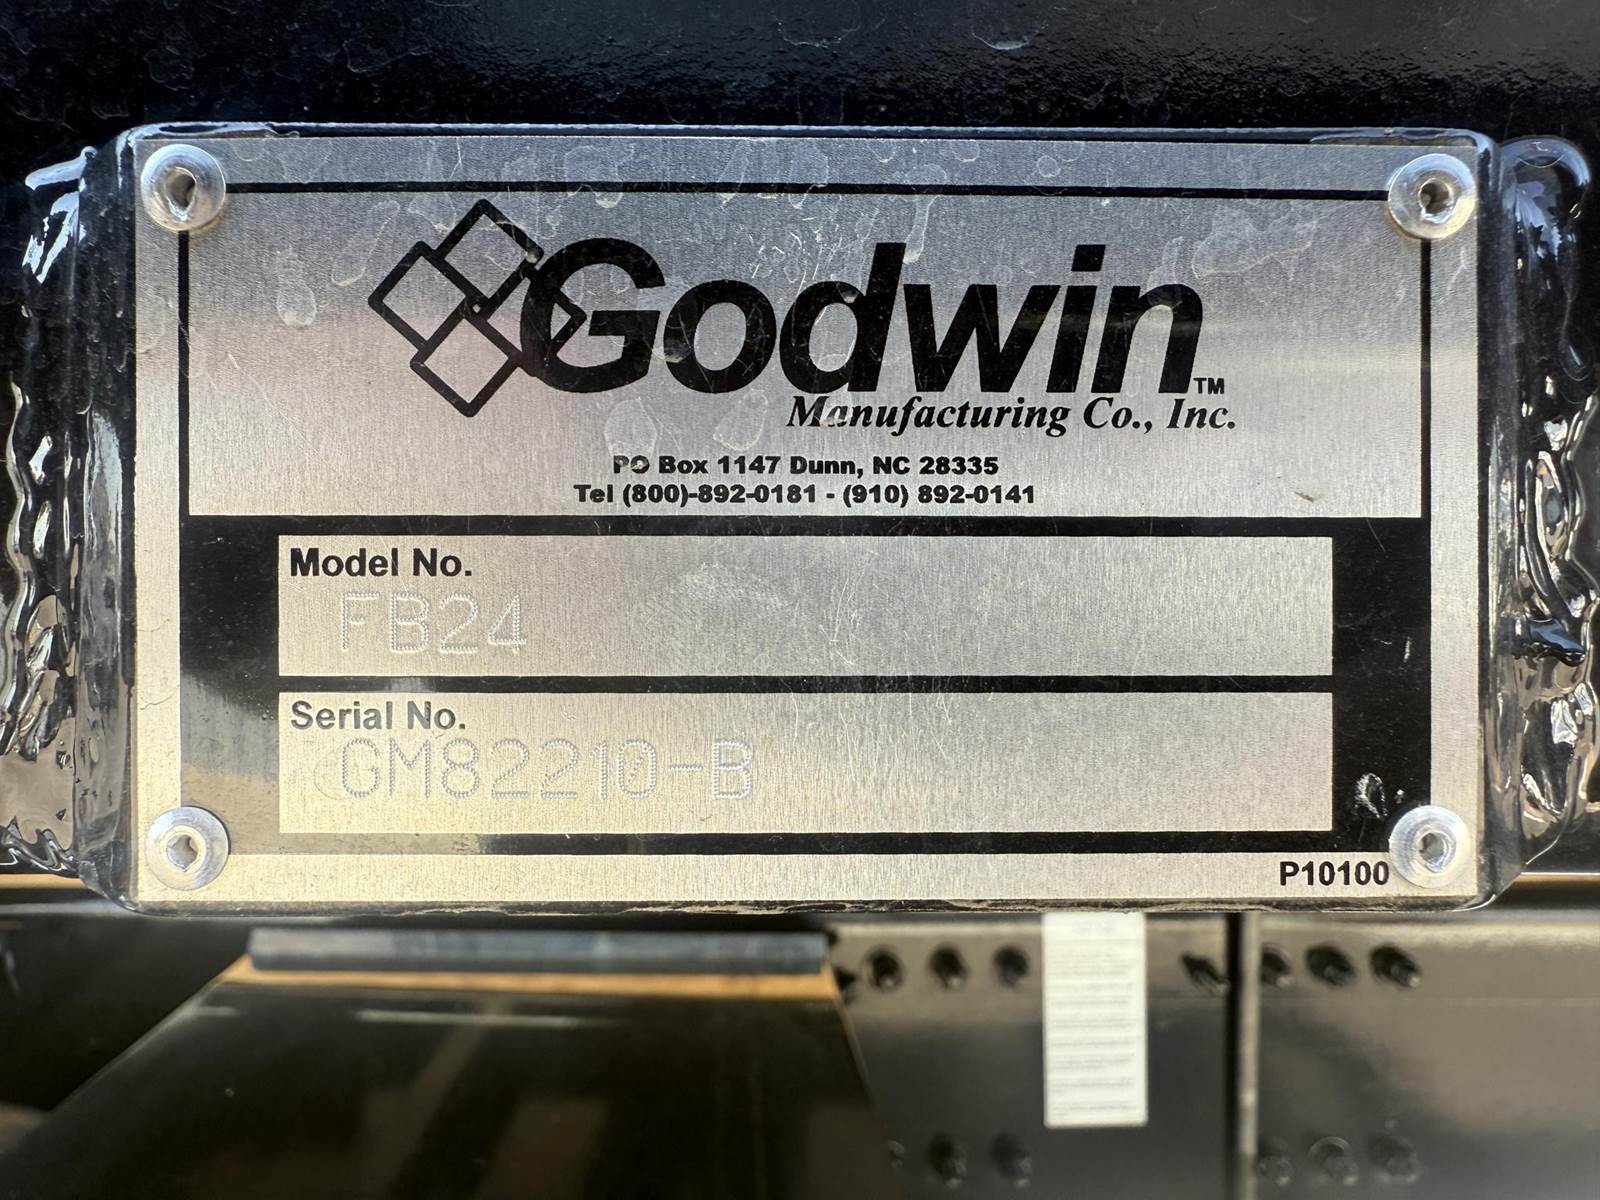 Godwin™
Manufacturing Co., Inc.
PO Box 1147 Dunn, NC 28335
Tel (800)-892-0181 - (910) 892-0141
Model No.
FB24
Serial No.
GM82210-B
P10100